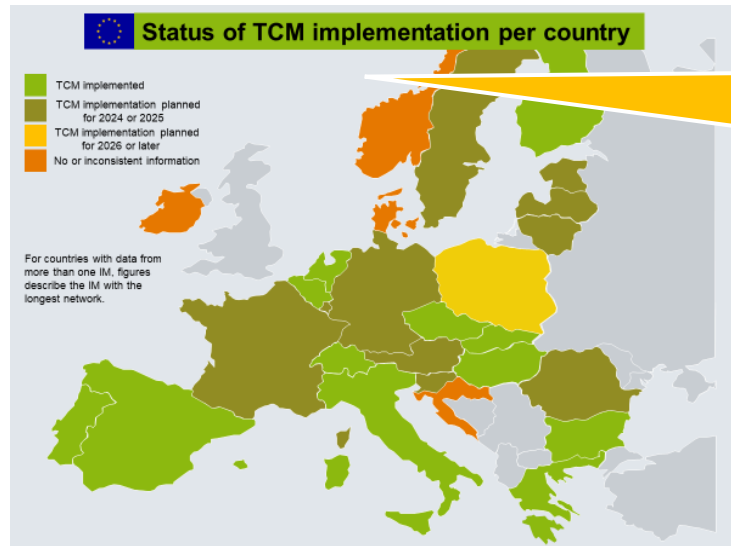 Status of TCM implementation per country
TCM implemented
TCM implementation planned
for 2024 or 2025
TCM implementation planned
for 2026 or later
No or inconsistent information
For countries with data from
more than one IM, figures
describe the IM with the
longest network.